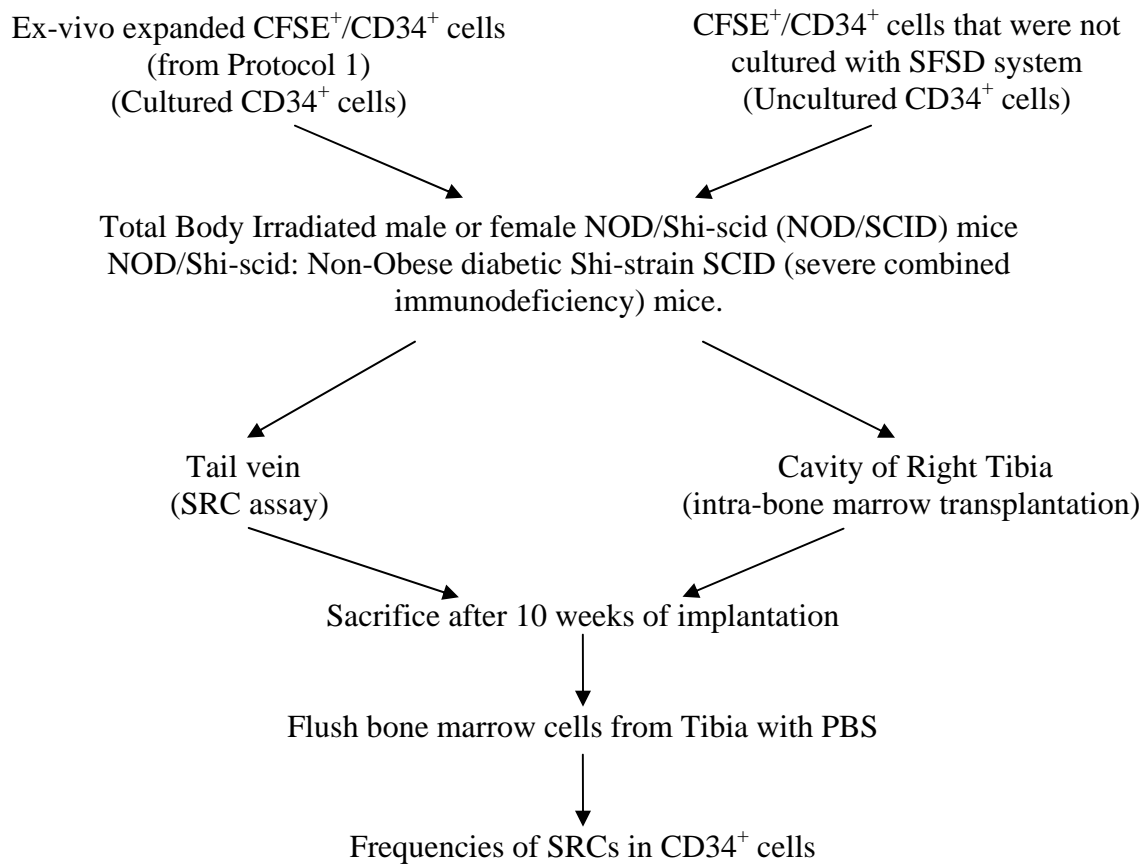 Ex-vivo expanded CFSE⁺/CD34⁺ cells
(from Protocol 1)
(Cultured CD34⁺ cells)
CFSE⁺/CD34⁺ cells that were not
cultured with SFSD system
(Uncultured CD34⁺ cells)
Total Body Irradiated male or female NOD/Shi-scid (NOD/SCID) mice
NOD/Shi-scid: Non-Obese diabetic Shi-strain SCID (severe combined
immunodeficiency) mice.
Tail vein
(SRC assay)
Cavity of Right Tibia
(intra-bone marrow transplantation)
Sacrifice after 10 weeks of implantation
Flush bone marrow cells from Tibia with PBS
Frequencies of SRCs in CD34⁺ cells